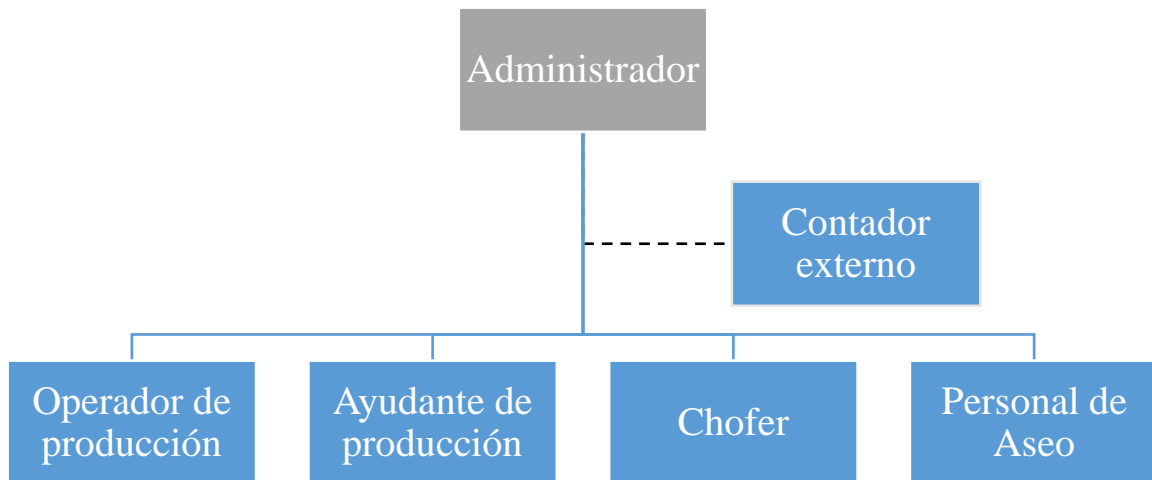 Administrador
Contador
externo
Operador de
producción
Ayudante de
producción
Chofer
Personal de
Aseo